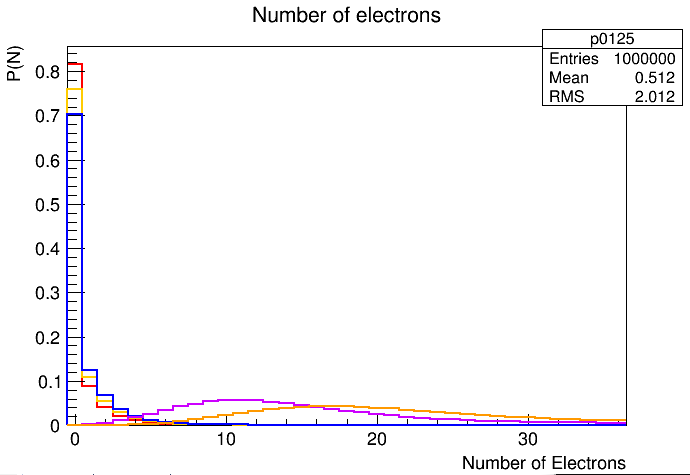 Number of electrons
p0125
Entries 1000000
Mean 0.512
RMS 2.012
P(N)
0.8
0.7
0.6
0.5
0.4
0.3
0.2
0.1
0
0 10 20 30
Number of Electrons